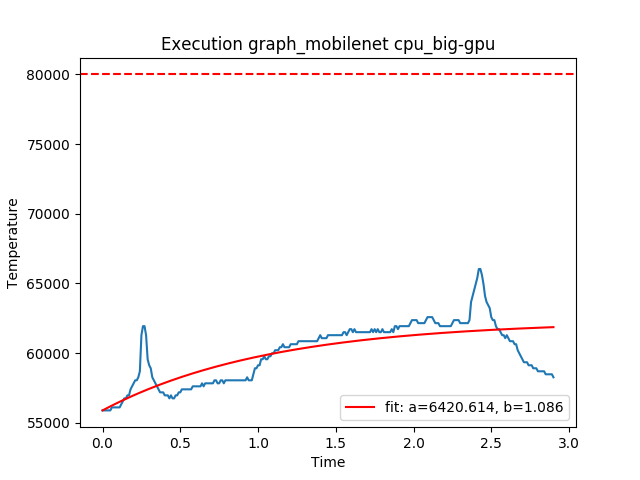 Execution graph_mobilenet cpu_big-gpu
80000
75000
70000
65000
60000
55000
Temperature
0.0 0.5 1.0 1.5 2.0 2.5 3.0
Time
fit: a=6420.614, b=1.086